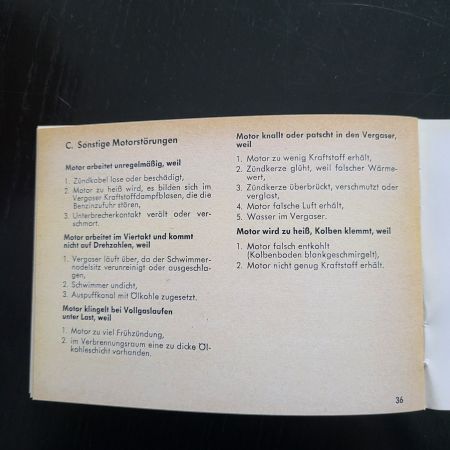 C. Sonstige Motorstörungen
Motor arbeitet unregelmäßig, weil
1. Zündkabel lose oder beschädigt,
2. Motor zu heiß wird, es bilden sich im
Vergaser Kraftstoffdampfblasen, die die
Benzinzufuhr stören,
3. Unterbrecherkontakt verölt oder ver-
schmort.
Motor arbeitet im Viertakt und kommt
nicht auf Drehzahlen, weil
1. Vergaser läuft über, da der Schwimmer-
nadelsitz verunreinigt oder ausgeschla-
gen,
2. Schwimmer undicht,
3. Auspuffkanal mit Ölkohle zugesetzt.
Motor klingelt bei Vollgaslaufen
unter Last, weil
1. Motor zu viel Frühzündung,
2. im Verbrennungsraum eine zu dicke Öl-
kohleschicht vorhanden.
Motor knallt oder patscht in den Vergaser,
weil
1. Motor zu wenig Kraftstoff erhält,
2. Zündkerze glüht, weil falscher Wärme-
wert,
3. Zündkerze überbrückt, verschmutzt oder
verglast,
4. Motor falsche Luft erhält,
5. Wasser im Vergaser.
Motor wird zu heiß, Kolben klemmt, weil
1. Motor falsch entkohlt
(Kolbenboden blankgeschmirgelt),
2. Motor nicht genug Kraftstoff erhält.
36